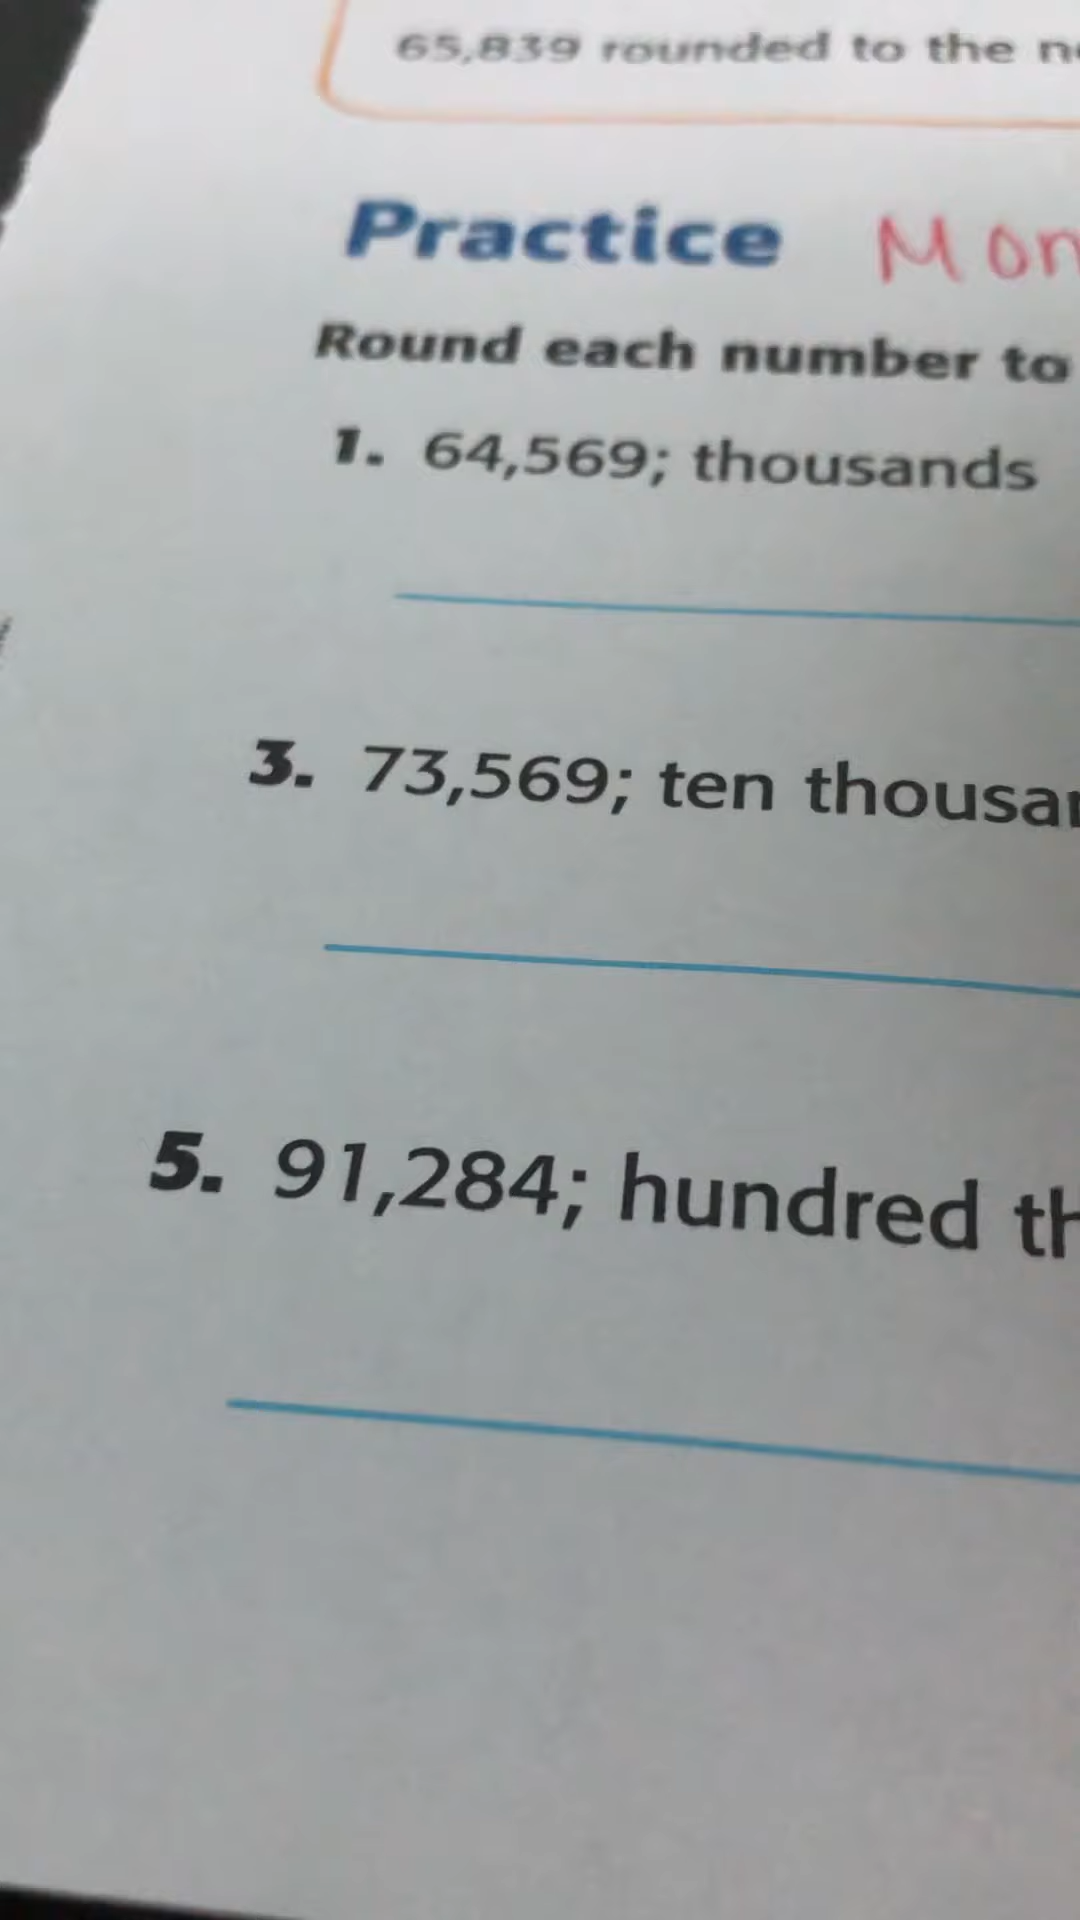 65,839 rounded to the
Practice Mon
Round each number to
1. 64,569; thousands
3. 73,569; ten
5. 91,284; hundred